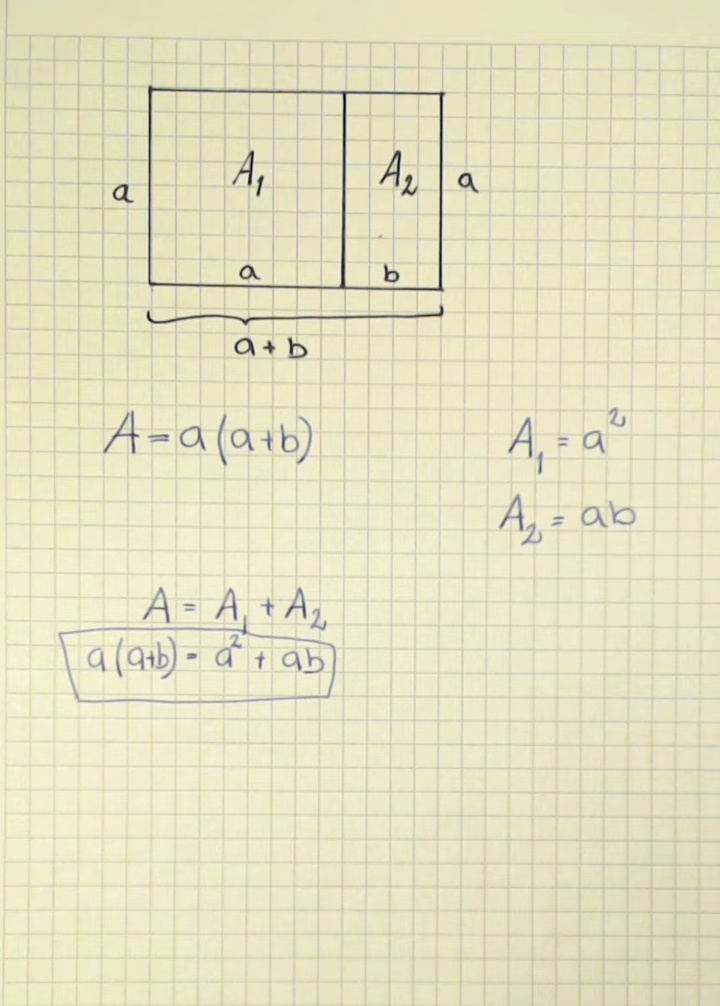 A₁ A₂
a a
a b
a + b
A = a (a+b)
A₁ = a²
A₂ = ab
A = A₁ + A₂
a (a+b) = a² + ab